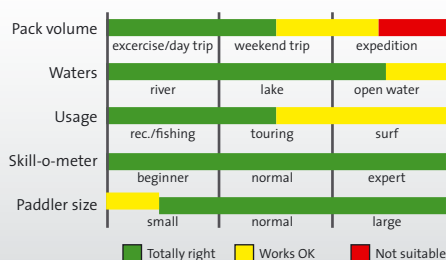 Pack volume
excercise/day trip weekend trip expedition
Waters
river lake open water
Usage
rec./fishing touring surf
Skill-o-meter
beginner normal expert
Paddler size
small normal large
Totally right Works OK Not suitable